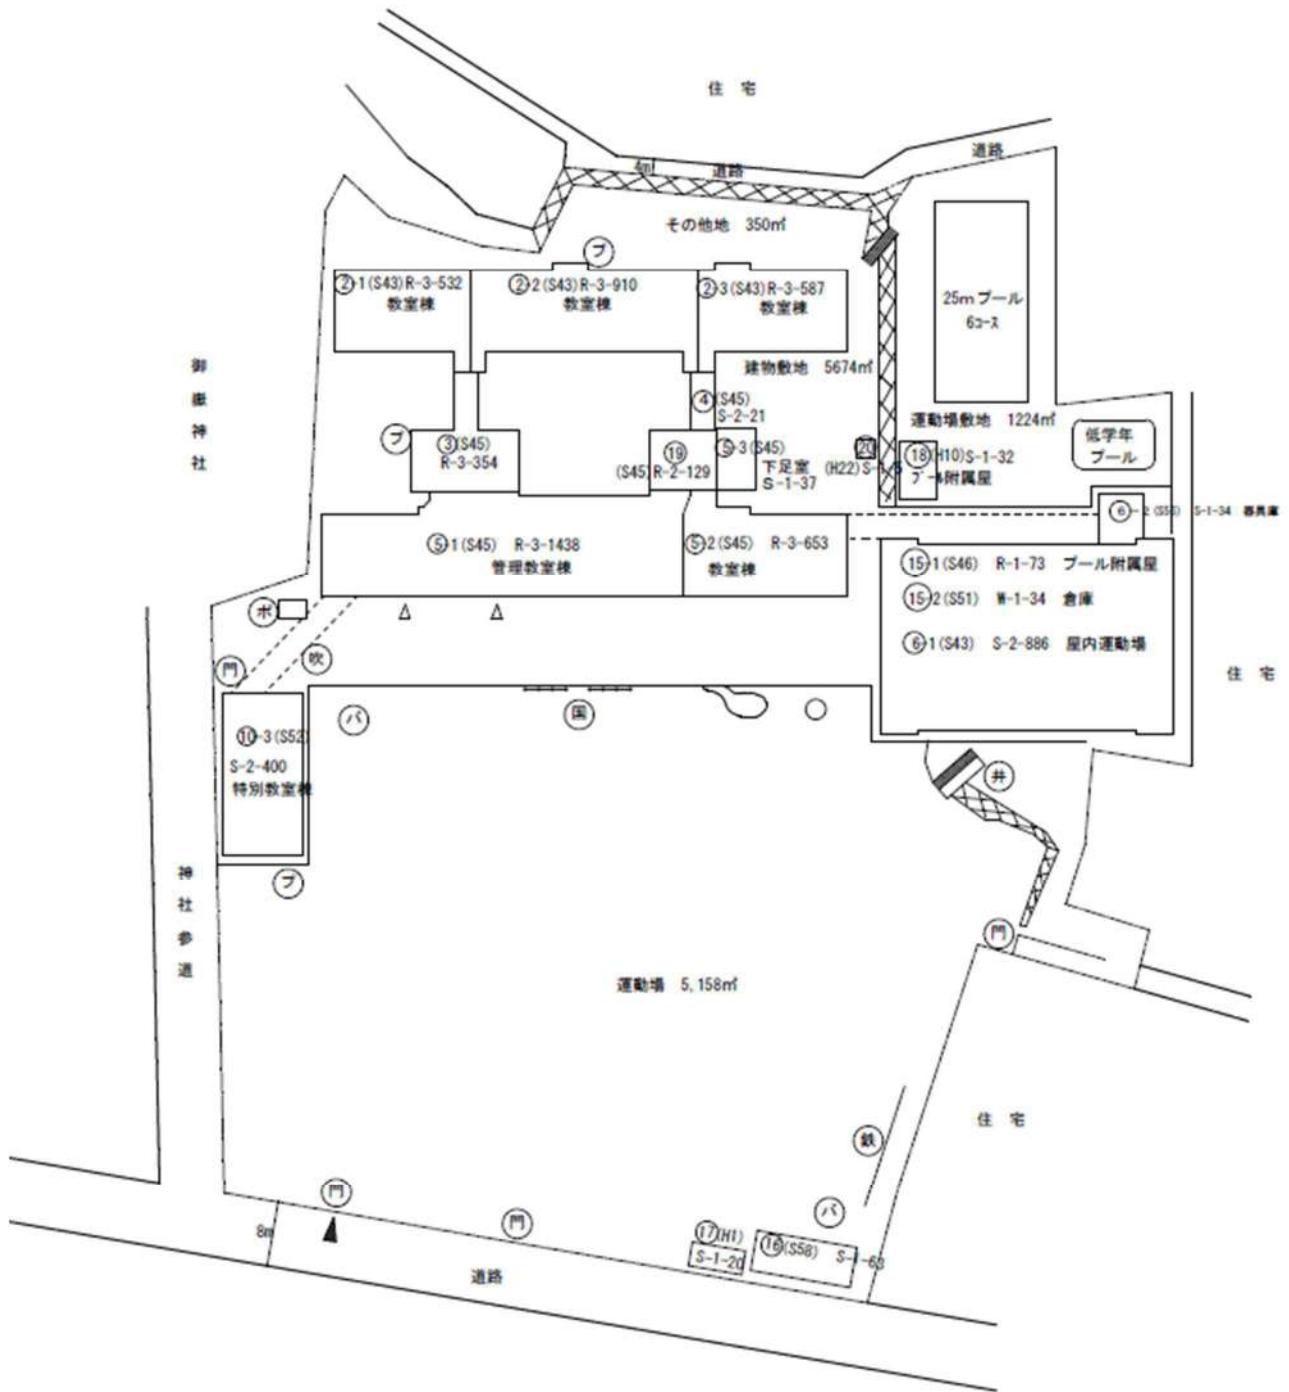 住 宅
道路
4m
道路
その他地 350㎡
プ
②-1(S43)R-3-532
教室棟
②-2(S43)R-3-910
教室棟
②-3(S43)R-3-587
教室棟
25mプール
6コース
御嶽神社
建物敷地 5674㎡
④(S45)
S-2-21
運動場敷地 1224㎡
低学年
プール
プ
③(S45)
R-3-354
⑲
(S45)R-2-129
⑤-3(S45)
下足室
S-1-37
⑳
(H22)S-1-5
⑱(H10)S-1-32
プール附属屋
⑥-2 S-1-34 器具庫
⑤-1(S45) R-3-1438
管理教室棟
⑤-2(S45) R-3-653
教室棟
⑮-1(S46) R-1-73 プール附属屋
⑮-2(S51) W-1-34 倉庫
⑥-1(S43) S-2-886 屋内運動場
ポ
門
吹
住 宅
バ
国
⑩-3(S52)
S-2-400
特別教室棟
井
プ
神社参道
門
運動場 5,158㎡
住 宅
鉄
門
門
バ
8m
⑰(H1)
S-1-20
⑯(S58) S-1-63
道路